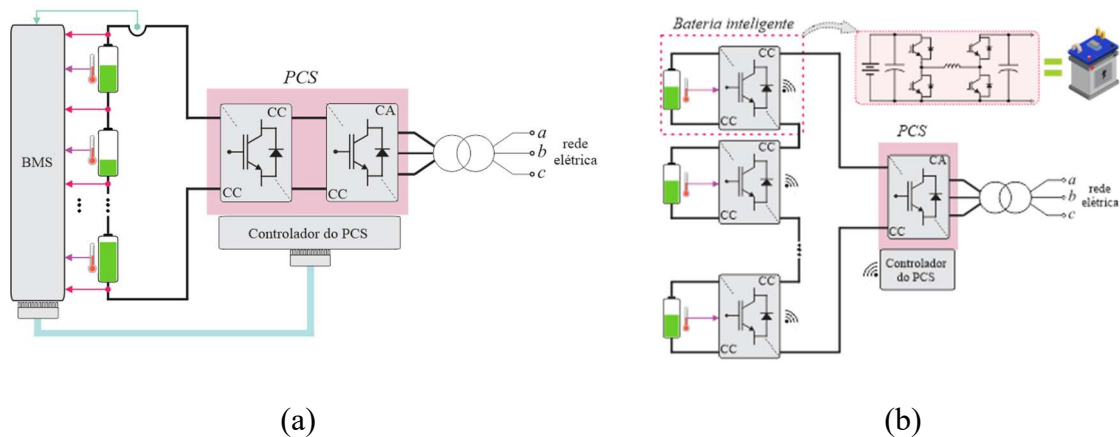 BMS
PCS
CC
CC
CC
CA
a
b
c
rede
elétrica
Controlador do PCS
(a)
Bateria inteligente
CC
CC
CC
CC
CC
CC
PCS
CA
CC
a
b
c
rede
elétrica
Controlador
do PCS
(b)